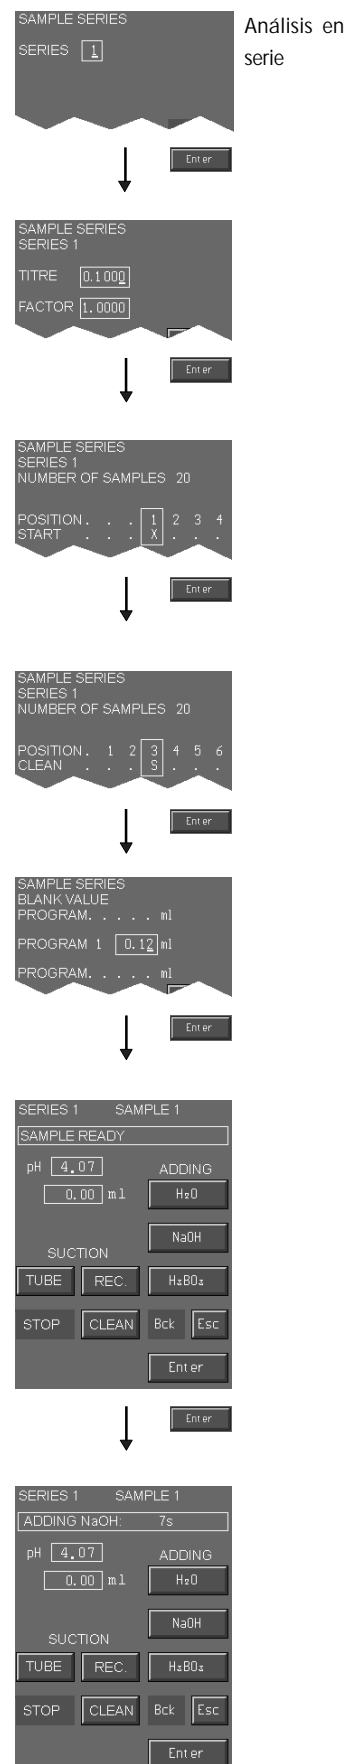 SAMPLE SERIES
SERIES 1
Análisis en
serie
Enter
SAMPLE SERIES
SERIES 1
TITRE 0.1000
FACTOR 1.0000
Enter
SAMPLE SERIES
SERIES 1
NUMBER OF SAMPLES 20
POSITION . . . 1 2 3 4
START . . . X . . .
Enter
SAMPLE SERIES
SERIES 1
NUMBER OF SAMPLES 20
POSITION . 1 2 3 4 5 6
CLEAN . . . S . . .
Enter
SAMPLE SERIES
BLANK VALUE
PROGRAM. . . . . ml
PROGRAM 1 0.12 ml
PROGRAM. . . . . ml
Enter
SERIES 1 SAMPLE 1
SAMPLE READY
pH 4.07 ADDING
0.00 ml H₂O
NaOH
SUCTION
TUBE REC. H₃BO₃
STOP CLEAN Bck Esc
Enter
Enter
SERIES 1 SAMPLE 1
ADDING NaOH: 7s
pH 4.07 ADDING
0.00 ml H₂O
NaOH
SUCTION
TUBE REC. H₃BO₃
STOP CLEAN Bck Esc
Enter